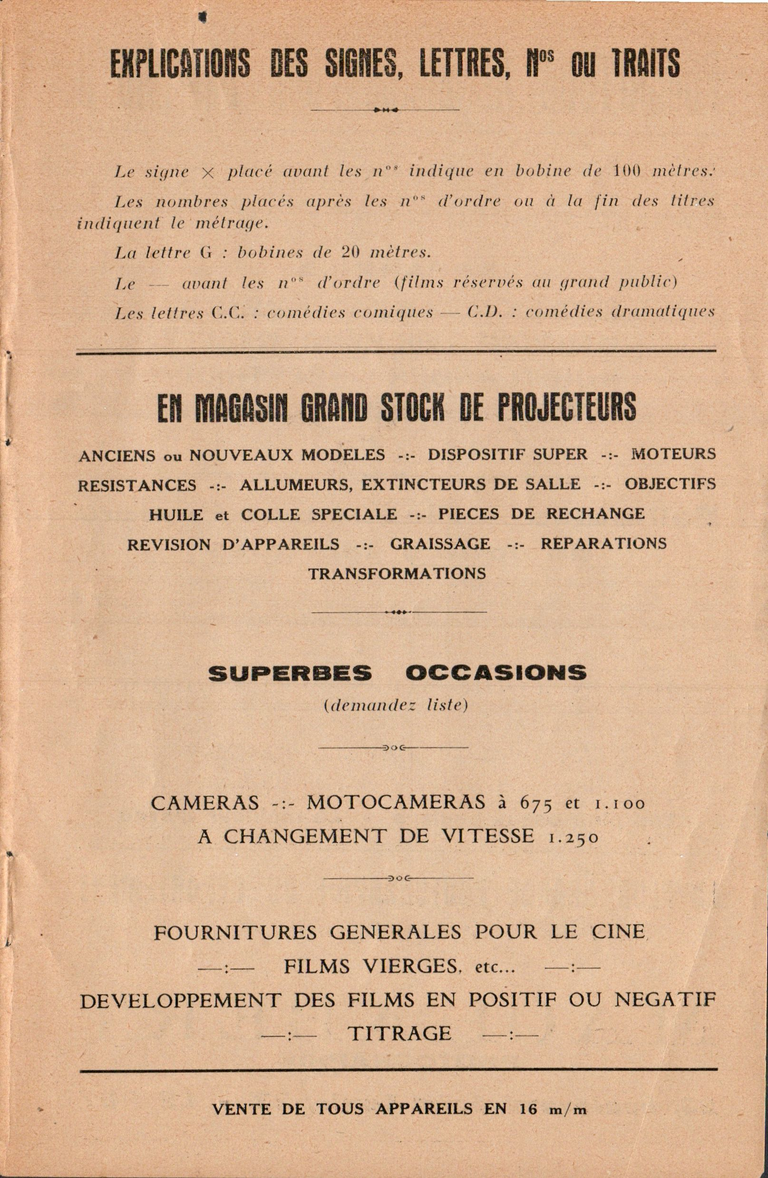 EXPLICATIONS DES SIGNES, LETTRES, Nos OU TRAITS
Le signe × placé avant les nos indique en bobine de 100 mètres.
Les nombres placés après les nos d'ordre ou à la fin des titres
indiquent le métrage.
La lettre G : bobines de 20 mètres.
Le — avant les nos d'ordre (films réservés au grand public)
Les lettres C.C. : comédies comiques — C.D. : comédies dramatiques
EN MAGASIN GRAND STOCK DE PROJECTEURS
ANCIENS ou NOUVEAUX MODELES -:- DISPOSITIF SUPER -:- MOTEURS
RESISTANCES -:- ALLUMEURS, EXTINCTEURS DE SALLE -:- OBJECTIFS
HUILE et COLLE SPECIALE -:- PIECES DE RECHANGE
REVISION D'APPAREILS -:- GRAISSAGE -:- REPARATIONS
TRANSFORMATIONS
SUPERBES OCCASIONS
(demandez liste)
CAMERAS -:- MOTOCAMERAS à 675 et 1.100
A CHANGEMENT DE VITESSE 1.250
FOURNITURES GENERALES POUR LE CINE
—:— FILMS VIERGES, etc... —:—
DEVELOPPEMENT DES FILMS EN POSITIF OU NEGATIF
—:— TITRAGE —:—
VENTE DE TOUS APPAREILS EN 16 m/m